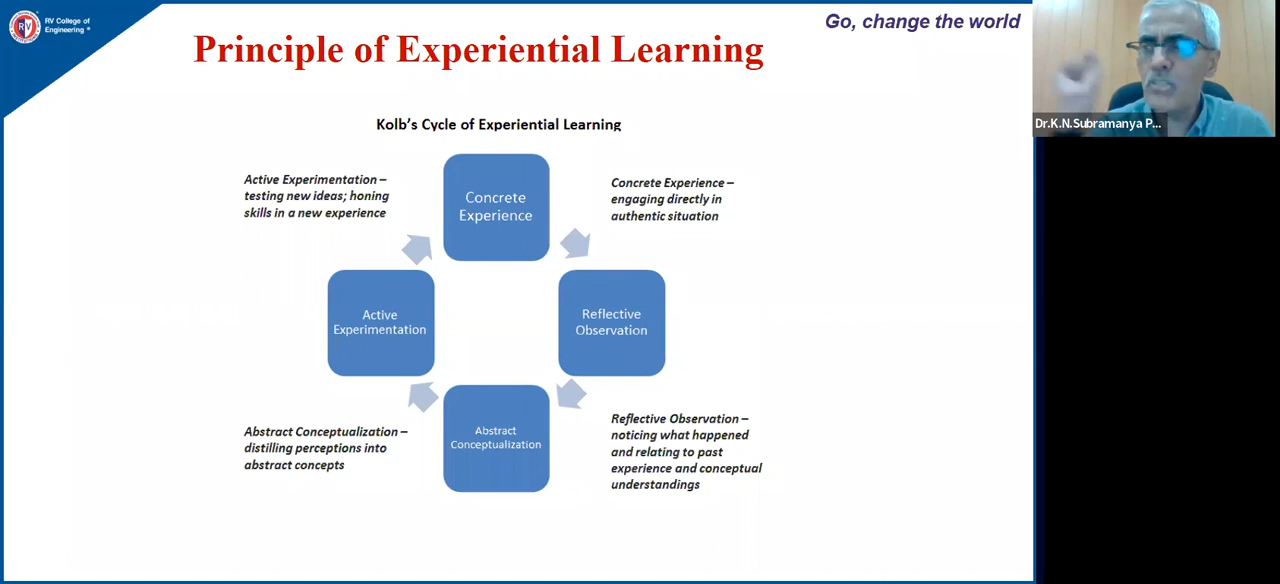 RV College of
Engineering ®
Go, change the world
Principle of Experiential Learning
Dr.K.N.Subramanya P...
Kolb's Cycle of Experiential Learning
Active Experimentation –
testing new ideas; honing
skills in a new experience
Concrete
Experience
Concrete Experience –
engaging directly in
authentic situation
Active
Experimentation
Reflective
Observation
Abstract Conceptualization –
distilling perceptions into
abstract concepts
Abstract
Conceptualization
Reflective Observation –
noticing what happened
and relating to past
experience and conceptual
understandings